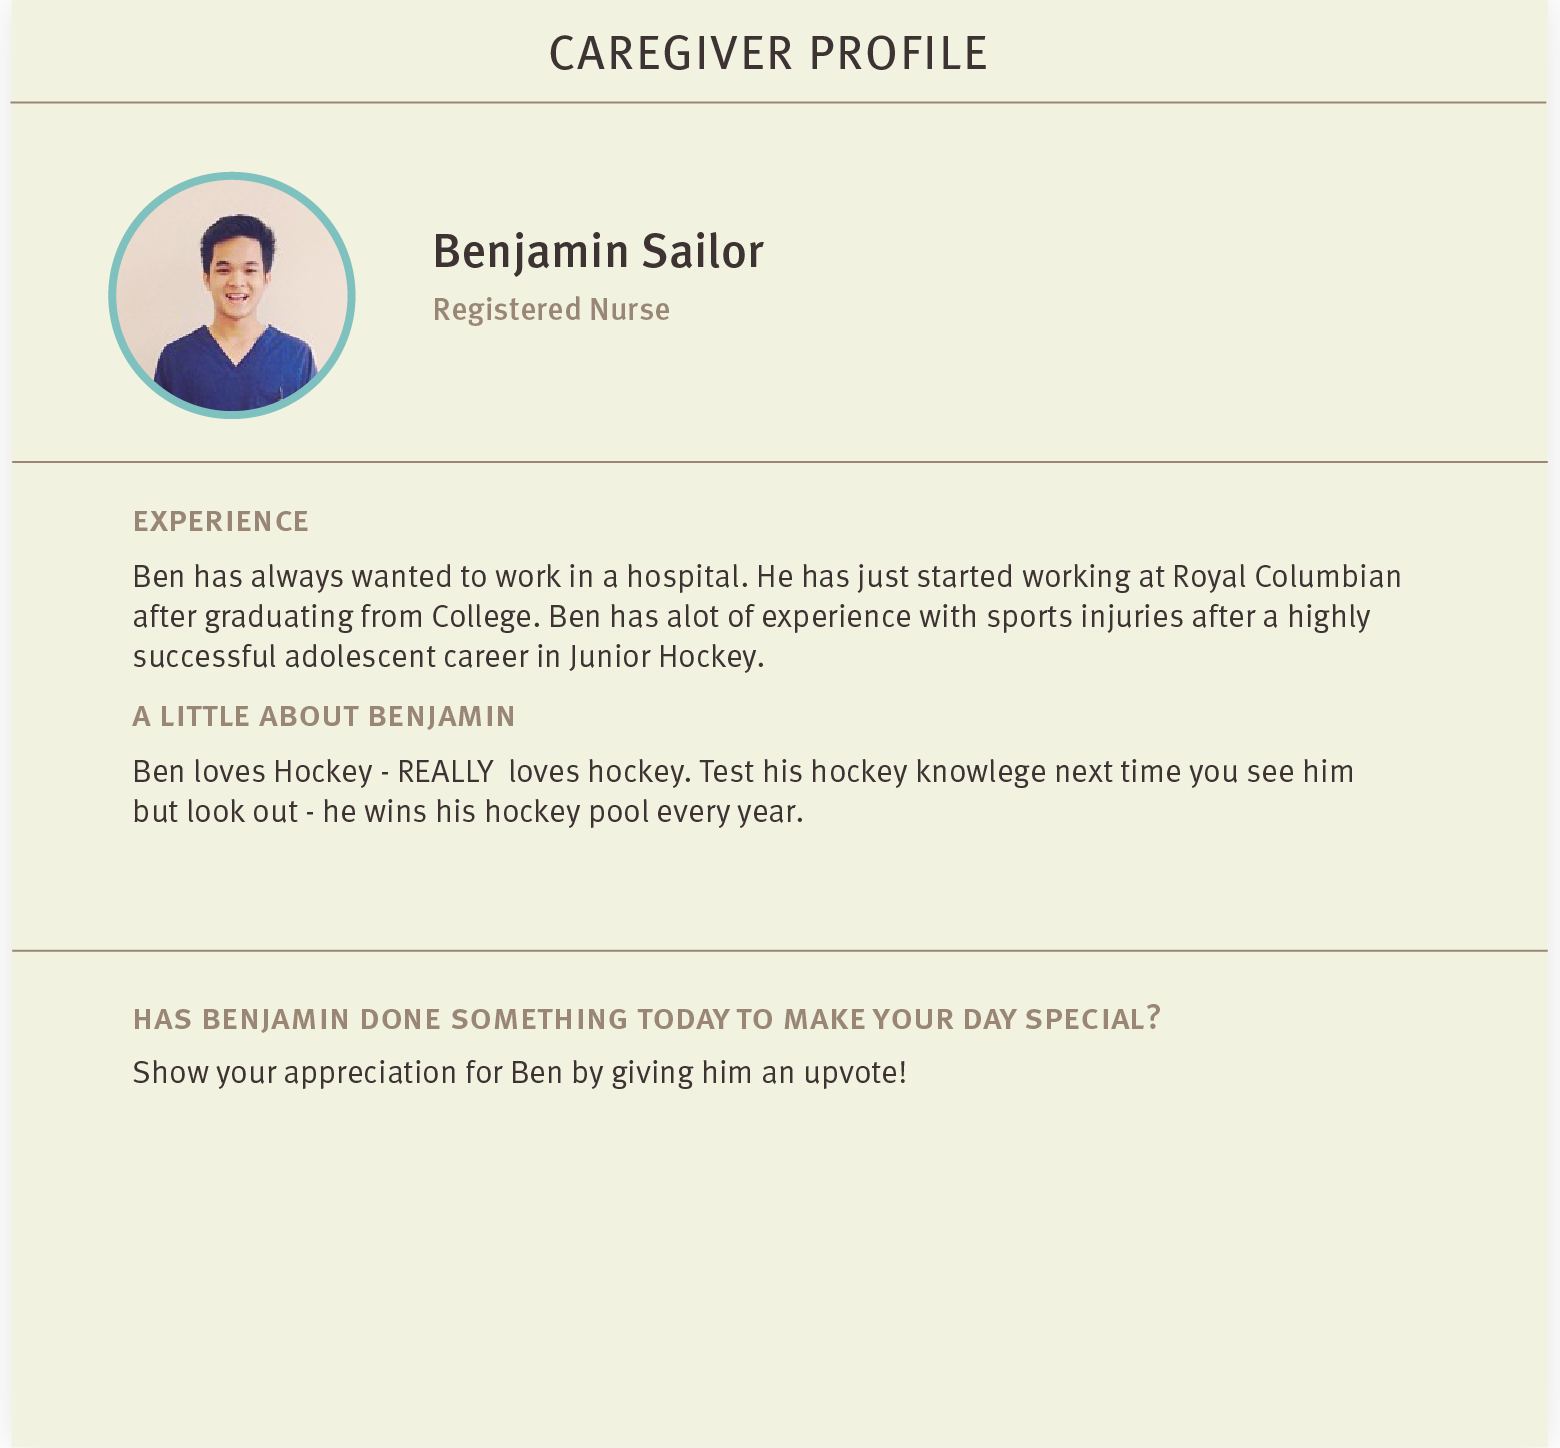 CAREGIVER PROFILE
Benjamin Sailor
Registered Nurse
EXPERIENCE
Ben has always wanted to work in a hospital. He has just started working at Royal Columbian
after graduating from College. Ben has alot of experience with sports injuries after a highly
successful adolescent career in Junior Hockey.
A LITTLE ABOUT BENJAMIN
Ben loves Hockey - REALLY  loves hockey. Test his hockey knowlege next time you see him
but look out - he wins his hockey pool every year.
HAS BENJAMIN DONE SOMETHING TODAY TO MAKE YOUR DAY SPECIAL?
Show your appreciation for Ben by giving him an upvote!